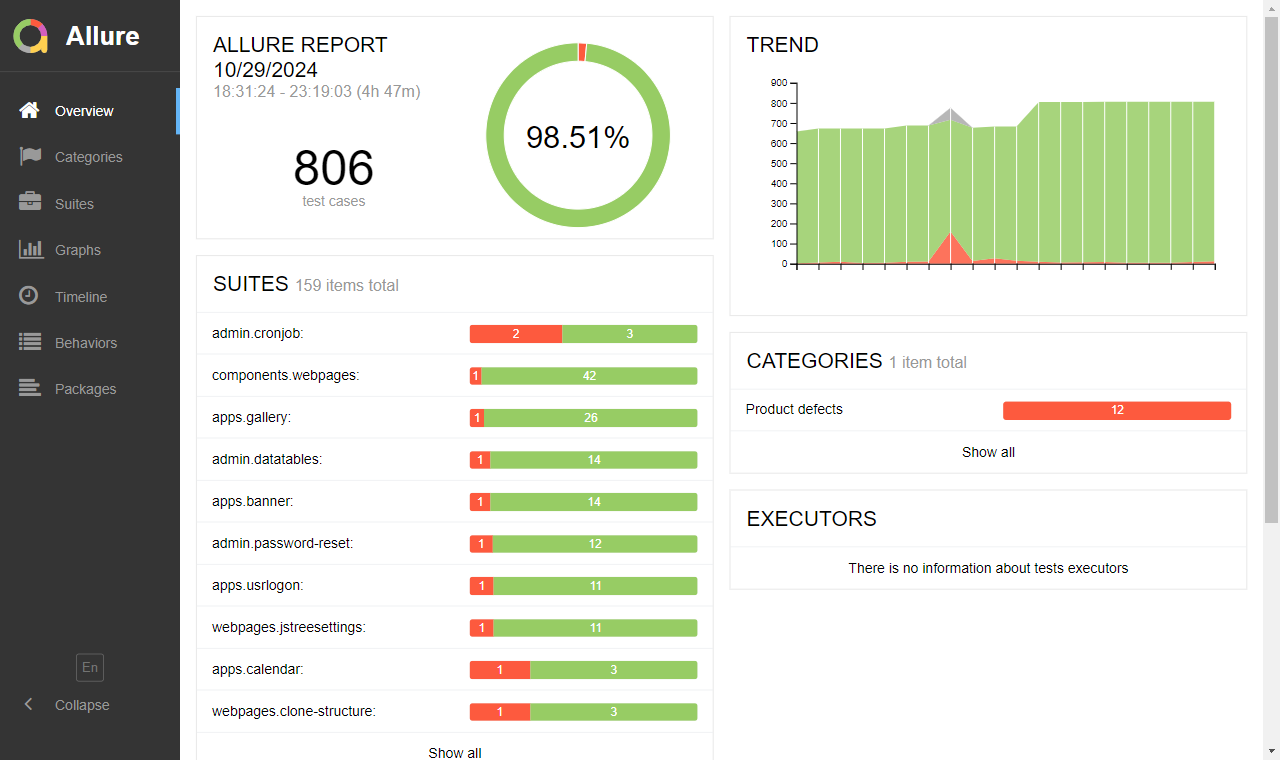 Allure
Overview
Categories
Suites
Graphs
Timeline
Behaviors
Packages
En
Collapse
ALLURE REPORT
10/29/2024
18:31:24 - 23:19:03 (4h 47m)
806
test cases
98.51%
SUITES 159 items total
admin.cronjob: 2 3
components.webpages: 1 42
apps.gallery: 1 26
admin.datatables: 1 14
apps.banner: 1 14
admin.password-reset: 1 12
apps.usrlogon: 1 11
webpages.jstreesettings: 1 11
apps.calendar: 1 3
webpages.clone-structure: 1 3
Show all
TREND
900
800
700
600
500
400
300
200
100
0
CATEGORIES 1 item total
Product defects 12
Show all
EXECUTORS
There is no information about tests executors